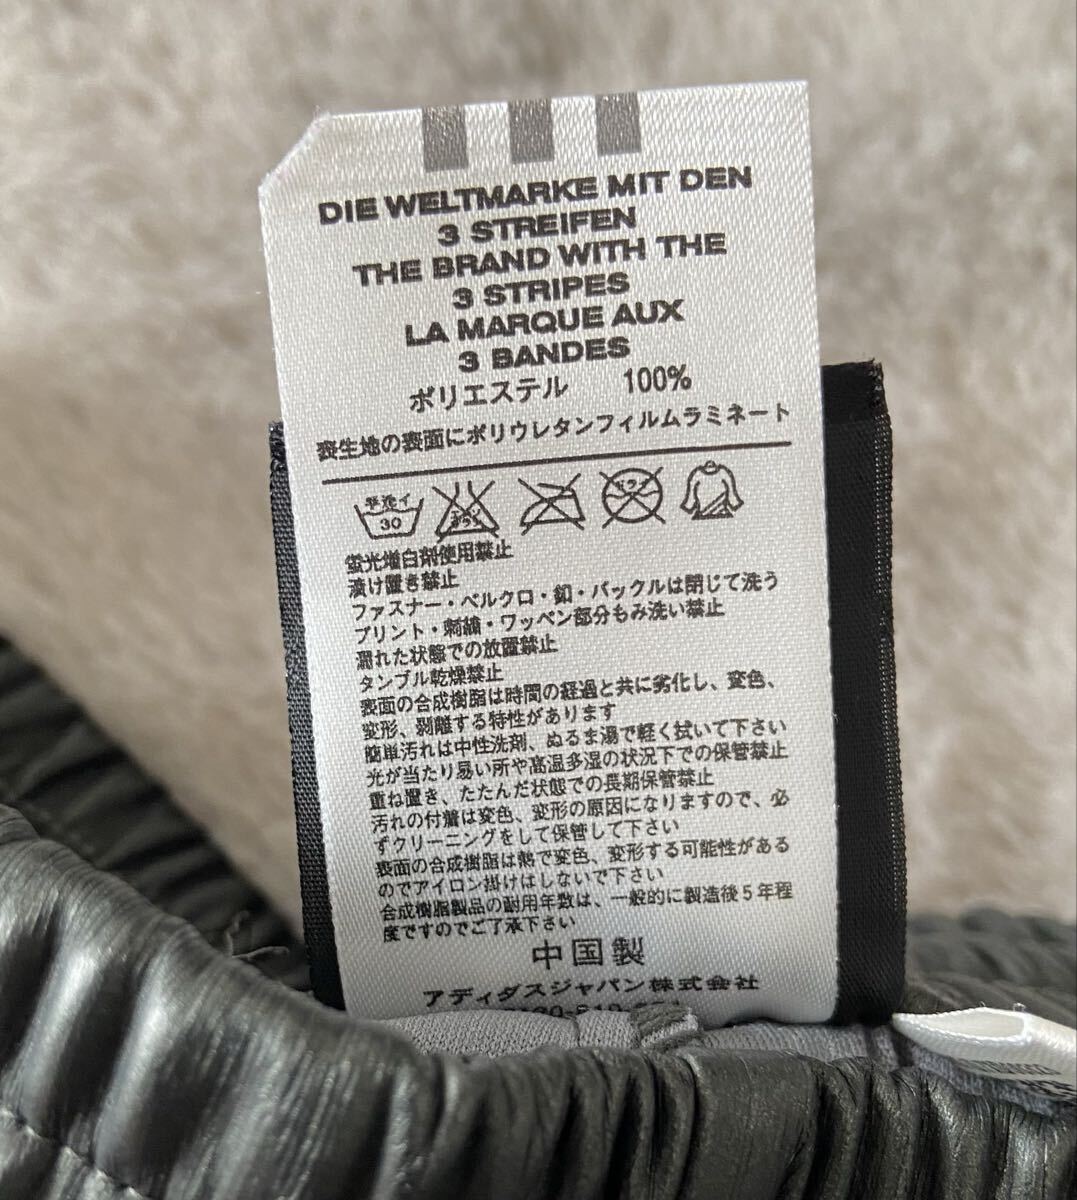 DIE WELTMARKE MIT DEN
3 STREIFEN
THE BRAND WITH THE
3 STRIPES
LA MARQUE AUX
3 BANDES
ポリエステル 100%
表生地の表面にポリウレタンフィルムラミネート
手洗イ
30
エンソ
サラシ
ドライ
蛍光増白剤使用禁止
漬け置き禁止
ファスナー・ベルクロ・釦・バックルは閉じて洗う
プリント・刺繍・ワッペン部分もみ洗い禁止
濡れた状態での放置禁止
タンブル乾燥禁止
表面の合成樹脂は時間の経過と共に劣化し、変色、
変形、剥離する特性があります
簡単汚れは中性洗剤、ぬるま湯で軽く拭いて下さい
光が当たり易い所や高温多湿の状況下での保管禁止
重ね置き、たたんだ状態での長期保管禁止
汚れの付着は変色、変形の原因になりますので、必
ずクリーニングをして保管して下さい
表面の合成樹脂は熱で変色、変形する可能性がある
のでアイロン掛けはしないで下さい
合成樹脂製品の耐用年数は、一般的に製造後5年程
度ですのでご了承下さい
中国製
アディダスジャパン株式会社